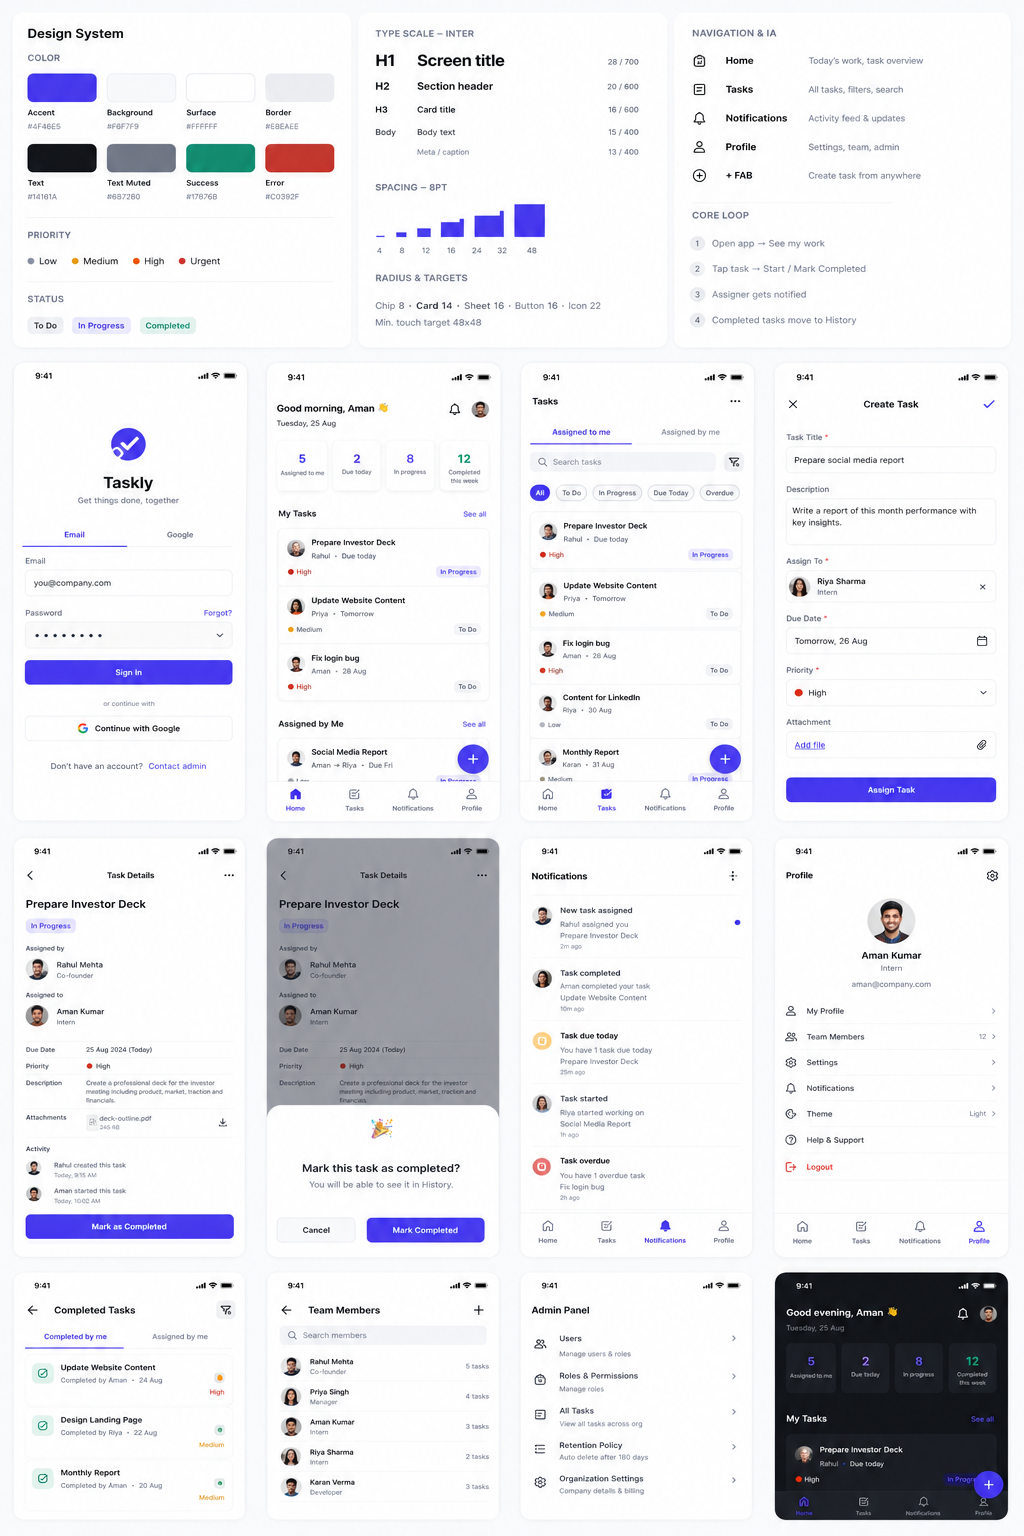 Design System
COLOR
Accent
#4F46E5
Background
#F6F7F9
Surface
#FFFFFF
Border
#E8EAEE
Text
#14161A
Text Muted
#667280
Success
#17876B
Error
#C0392F
PRIORITY
Low
Medium
High
Urgent
STATUS
To Do
In Progress
Completed
TYPE SCALE – INTER
H1 Screen title 28 / 700
H2 Section header 20 / 600
H3 Card title 16 / 600
Body Body text 15 / 400
Meta / caption 13 / 400
SPACING – 8PT
4 8 12 16 24 32 48
RADIUS & TARGETS
Chip 8 • Card 14 • Sheet 16 • Button 16 • Icon 22
Min. touch target 48x48
NAVIGATION & IA
Home Today's work, task overview
Tasks All tasks, filters, search
Notifications Activity feed & updates
Profile Settings, team, admin
+ FAB Create task from anywhere
CORE LOOP
1 Open app → See my work
2 Tap task → Start / Mark Completed
3 Assigner gets notified
4 Completed tasks move to History
9:41
Taskly
Get things done, together
Email Google
Email
you@company.com
Password Forgot?
Sign In
or continue with
Continue with Google
Don't have an account? Contact admin
9:41
Good morning, Aman 👋
Tuesday, 25 Aug
5 Assigned to me
2 Due today
8 In progress
12 Completed this week
My Tasks See all
Prepare Investor Deck
Rahul • Due today
High In Progress
Update Website Content
Priya • Tomorrow
Medium To Do
Fix login bug
Aman • 28 Aug
High To Do
Assigned by Me See all
Social Media Report
Aman → Riya • Due Fri
Low In Progress
Home Tasks Notifications Profile
9:41
Tasks
Assigned to me Assigned by me
Search tasks
All To Do In Progress Due Today Overdue
Prepare Investor Deck
Rahul • Due today
High In Progress
Update Website Content
Priya • Tomorrow
Medium To Do
Fix login bug
Aman • 26 Aug
High To Do
Content for LinkedIn
Riya • 30 Aug
Low To Do
Monthly Report
Karan • 31 Aug
Medium In Progress
Home Tasks Notifications Profile
9:41
Create Task
Task Title *
Prepare social media report
Description
Write a report of this month performance with
key insights.
Assign To *
Riya Sharma
Intern
Due Date *
Tomorrow, 26 Aug
Priority *
High
Attachment
Add file
Assign Task
9:41
Task Details
Prepare Investor Deck
In Progress
Assigned by
Rahul Mehta
Co-founder
Assigned to
Aman Kumar
Intern
Due Date 25 Aug 2024 (Today)
Priority High
Description Create a professional deck for the investor
meeting including product, market, traction and
financials.
Attachments deck-outline.pdf
Activity
Rahul created this task
Today, 9:15 AM
Aman started this task
Today, 10:02 AM
Mark as Completed
9:41
Task Details
Prepare Investor Deck
In Progress
Assigned by
Rahul Mehta
Co-founder
Assigned to
Aman Kumar
Intern
Due Date 25 Aug 2024 (Today)
Priority High
Description Create a professional deck for the investor
meeting including product, market, traction and
financials.
Mark this task as completed?
You will be able to see it in History.
Cancel Mark Completed
9:41
Notifications
New task assigned
Rahul assigned you
Prepare Investor Deck
2m ago
Task completed
Aman completed your task
Update Website Content
10m ago
Task due today
You have 1 task due today
Prepare Investor Deck
25m ago
Task started
Riya started working on
Social Media Report
1h ago
Task overdue
You have 1 overdue task
Fix login bug
2h ago
Home Tasks Notifications Profile
9:41
Profile
Aman Kumar
Intern
aman@company.com
My Profile
Team Members 12
Settings
Notifications
Theme Light
Help & Support
Logout
Home Tasks Notifications Profile
9:41
Completed Tasks
Completed by me Assigned by me
Update Website Content
Completed by Aman • 24 Aug
High
Design Landing Page
Completed by Riya • 22 Aug
Medium
Monthly Report
Completed by Aman • 20 Aug
Medium
9:41
Team Members
Search members
Rahul Mehta 5 tasks
Co-founder
Priya Singh 4 tasks
Manager
Aman Kumar 3 tasks
Intern
Riya Sharma 2 tasks
Intern
Karan Verma 3 tasks
Developer
9:41
Admin Panel
Users
Manage users & roles
Roles & Permissions
Manage roles
All Tasks
View all tasks across org
Retention Policy
Auto delete after 180 days
Organization Settings
Company details & billing
9:41
Good evening, Aman 👋
Tuesday, 25 Aug
5 Assigned to me
2 Due today
8 In progress
12 Completed this week
My Tasks See all
Prepare Investor Deck
Rahul • Due today
High
Home Tasks Notifications Profile